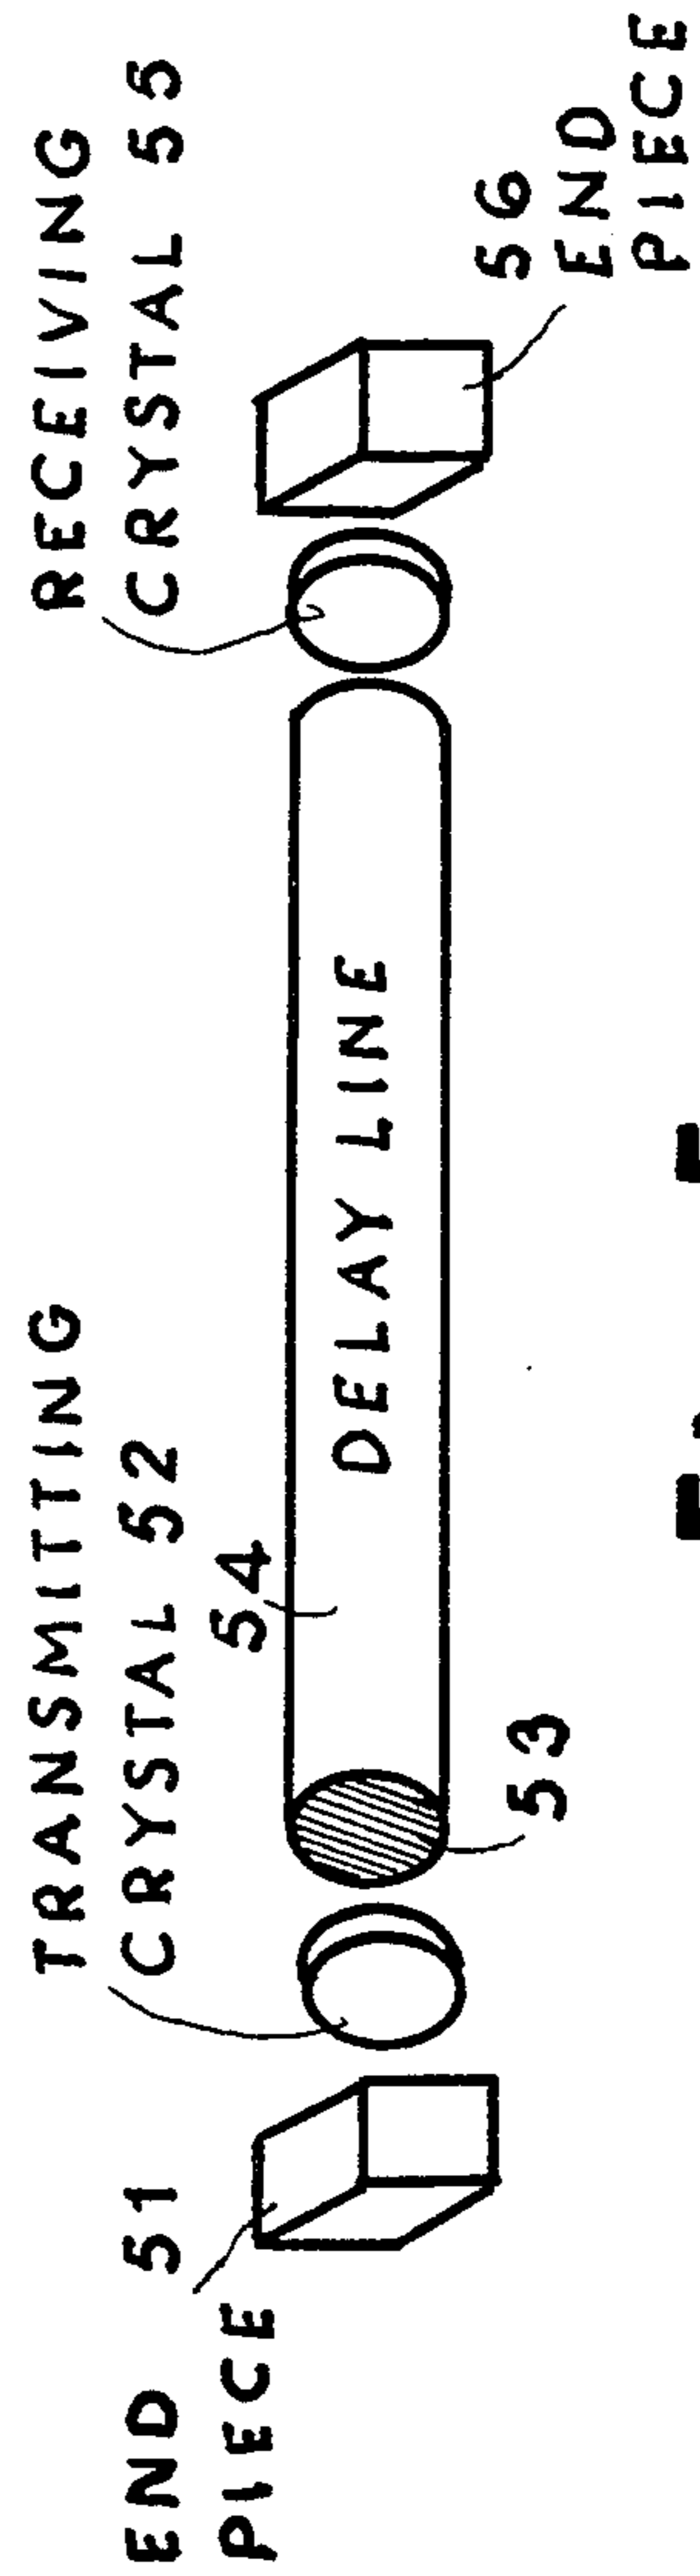 END 51
PIECE
TRANSMITTING
CRYSTAL 52
54
53
DELAY LINE
RECEIVING
CRYSTAL 55
56
END
PIECE